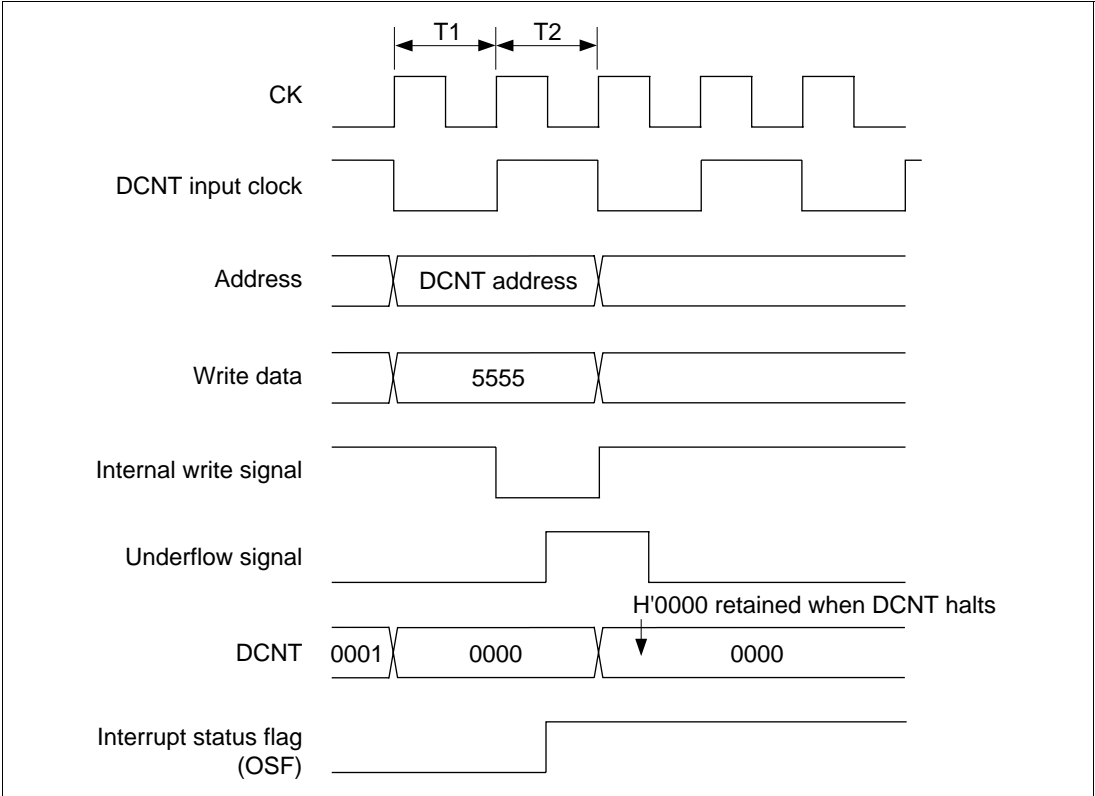 T1 T2
CK
DCNT input clock
Address DCNT address
Write data 5555
Internal write signal
Underflow signal
H'0000 retained when DCNT halts
DCNT 0001 0000 0000
Interrupt status flag
(OSF)